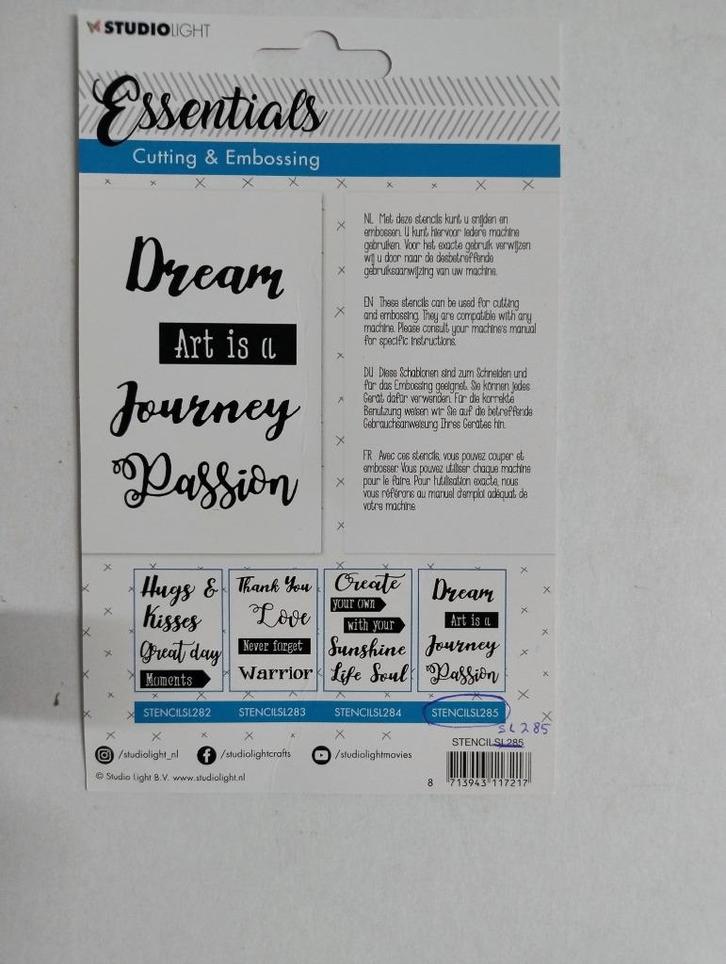 STUDIOLIGHT
Essentials
Cutting & Embossing
Dream
Art is a
Journey
Passion
NL Met deze stencils kunt u snijden en
embossen. U kunt hiervoor iedere machine
gebruiken. Voor het exacte gebruik verwijzen
wij u door naar de desbetreffende
gebruiksaanwijzing van uw machine.
EN These stencils can be used for cutting
and embossing. They are compatible with any
machine. Please consult your machine's manual
for specific instructions.
DU Diese Schablonen sind zum Schneiden und
für das Embossing geeignet. Sie können jedes
Gerät dafür verwenden. Für die korrekte
Benutzung weisen wir Sie auf die betreffende
Gebrauchsanweisung Ihres Gerätes hin.
FR Avec ces stencils, vous pouvez couper et
embosser. Vous pouvez utiliser chaque machine
pour le faire. Pour l'utilisation exacte, nous
vous référons au manuel d'emploi adéquat de
votre machine.
Hugs &
Kisses
Great day
Moments
Thank You
Love
Never forget
Warrior
Create
your own
with your
Sunshine
Life Soul
Dream
Art is a
Journey
Passion
STENCILSL282
STENCILSL283
STENCILSL284
STENCILSL285
SL285
STENCILSL285
/studiolight_nl
/studiolightcrafts
/studiolightmovies
© Studio Light B.V. www.studiolight.nl
8 713943 117217